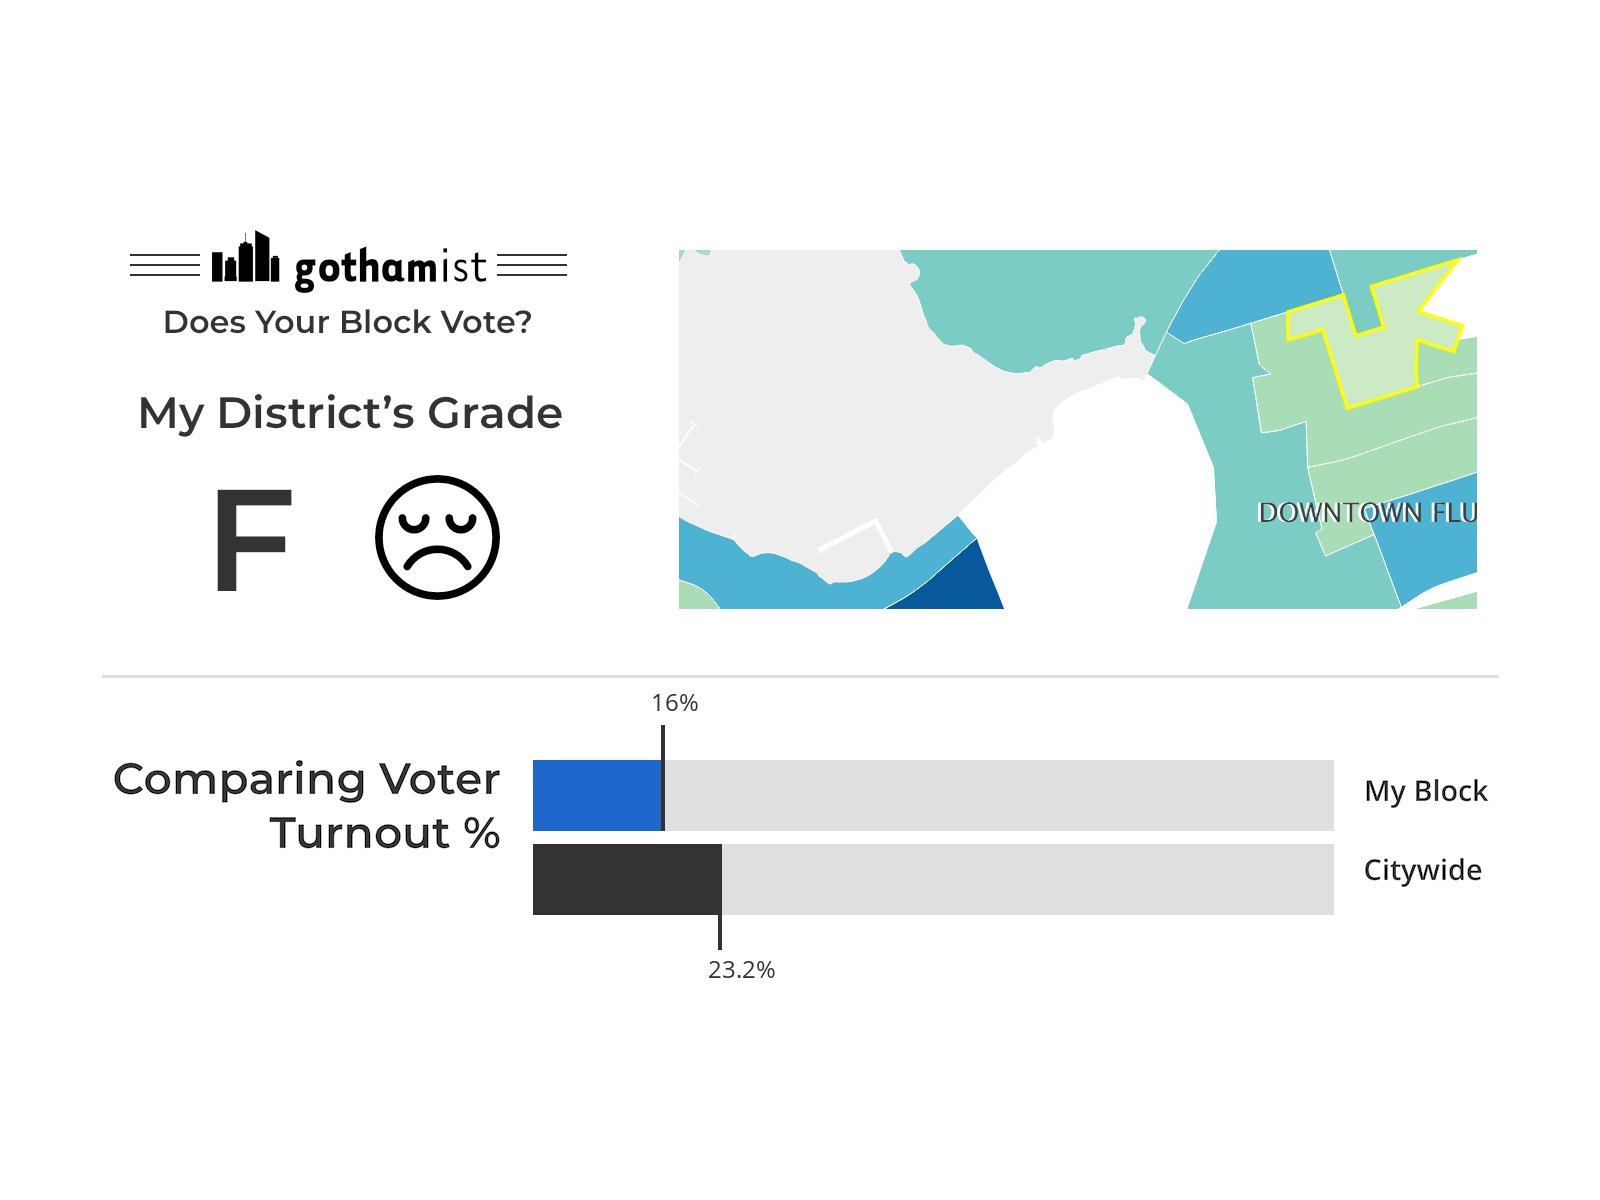 gothamist
Does Your Block Vote?
My District’s Grade
F
DOWNTOWN FLU
16%
Comparing Voter
Turnout %
My Block
Citywide
23.2%